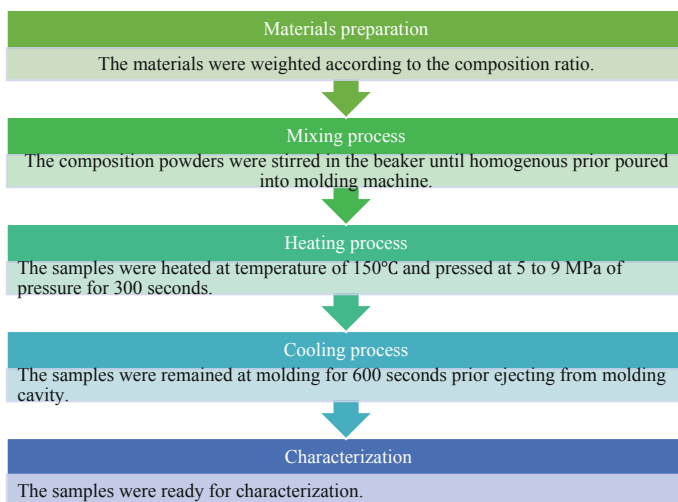 Materials preparation
The materials were weighted according to the composition ratio.
Mixing process
The composition powders were stirred in the beaker until homogenous prior poured
into molding machine.
Heating process
The samples were heated at temperature of 150℃ and pressed at 5 to 9 MPa of
pressure for 300 seconds.
Cooling process
The samples were remained at molding for 600 seconds prior ejecting from molding
cavity.
Characterization
The samples were ready for characterization.